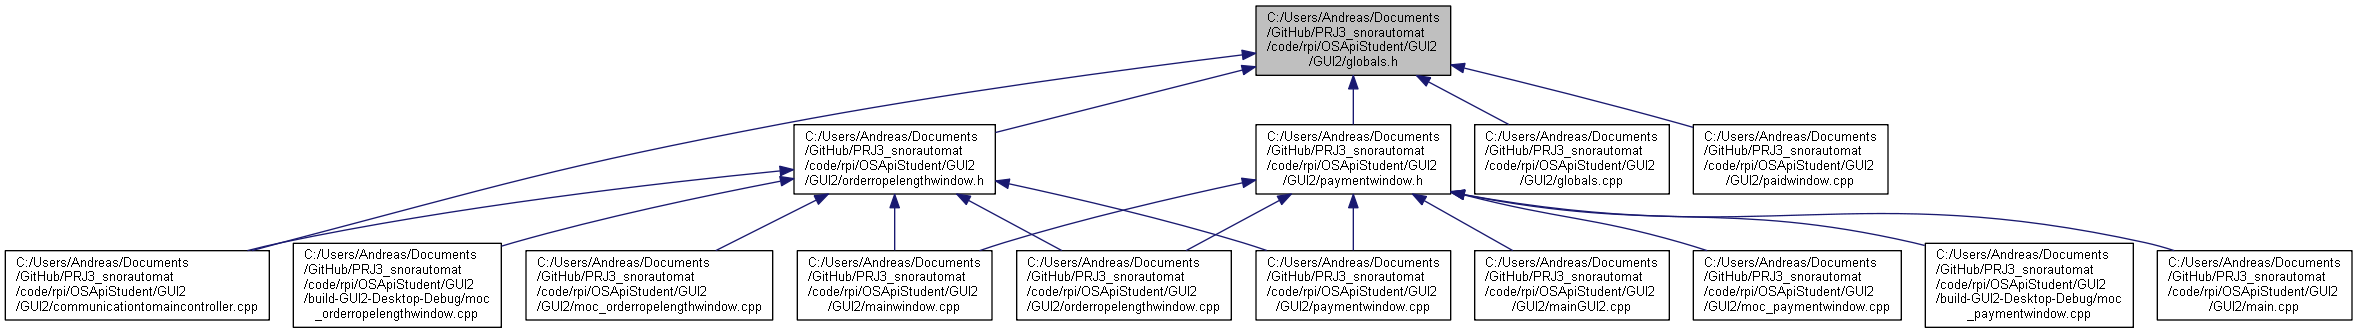 C:/Users/Andreas/Documents
/GitHub/PRJ3_snorautomat
/code/rpi/OSApiStudent/GUI2
/GUI2/globals.h
C:/Users/Andreas/Documents
/GitHub/PRJ3_snorautomat
/code/rpi/OSApiStudent/GUI2
/GUI2/orderropelengthwindow.h
C:/Users/Andreas/Documents
/GitHub/PRJ3_snorautomat
/code/rpi/OSApiStudent/GUI2
/GUI2/paymentwindow.h
C:/Users/Andreas/Documents
/GitHub/PRJ3_snorautomat
/code/rpi/OSApiStudent/GUI2
/GUI2/globals.cpp
C:/Users/Andreas/Documents
/GitHub/PRJ3_snorautomat
/code/rpi/OSApiStudent/GUI2
/GUI2/paidwindow.cpp
C:/Users/Andreas/Documents
/GitHub/PRJ3_snorautomat
/code/rpi/OSApiStudent/GUI2
/GUI2/communicationtomaincontroller.cpp
C:/Users/Andreas/Documents
/GitHub/PRJ3_snorautomat
/code/rpi/OSApiStudent/GUI2
/build-GUI2-Desktop-Debug/moc
_orderropelengthwindow.cpp
C:/Users/Andreas/Documents
/GitHub/PRJ3_snorautomat
/code/rpi/OSApiStudent/GUI2
/GUI2/moc_orderropelengthwindow.cpp
C:/Users/Andreas/Documents
/GitHub/PRJ3_snorautomat
/code/rpi/OSApiStudent/GUI2
/GUI2/mainwindow.cpp
C:/Users/Andreas/Documents
/GitHub/PRJ3_snorautomat
/code/rpi/OSApiStudent/GUI2
/GUI2/orderropelengthwindow.cpp
C:/Users/Andreas/Documents
/GitHub/PRJ3_snorautomat
/code/rpi/OSApiStudent/GUI2
/GUI2/paymentwindow.cpp
C:/Users/Andreas/Documents
/GitHub/PRJ3_snorautomat
/code/rpi/OSApiStudent/GUI2
/GUI2/mainGUI2.cpp
C:/Users/Andreas/Documents
/GitHub/PRJ3_snorautomat
/code/rpi/OSApiStudent/GUI2
/GUI2/moc_paymentwindow.cpp
C:/Users/Andreas/Documents
/GitHub/PRJ3_snorautomat
/code/rpi/OSApiStudent/GUI2
/build-GUI2-Desktop-Debug/moc
_paymentwindow.cpp
C:/Users/Andreas/Documents
/GitHub/PRJ3_snorautomat
/code/rpi/OSApiStudent/GUI2
/GUI2/main.cpp